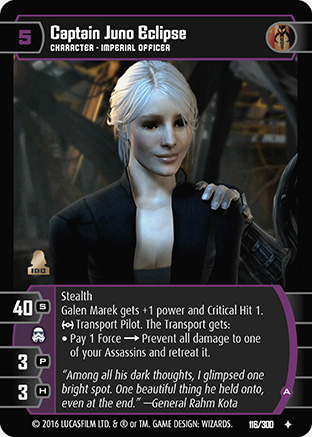 5
Captain Juno Eclipse
CHARACTER - IMPERIAL OFFICER
40 S
3 P
3 H
Stealth
Galen Marek gets +1 power and Critical Hit 1.
Transport Pilot. The Transport gets:
• Pay 1 Force → Prevent all damage to one
of your Assassins and retreat it.
"Among all his dark thoughts, I glimpsed one
bright spot. One beautiful thing he held onto,
even at the end." —General Rahm Kota
A
© 2016 LUCASFILM LTD. & ® or TM. GAME DESIGN: WIZARDS.
116/300